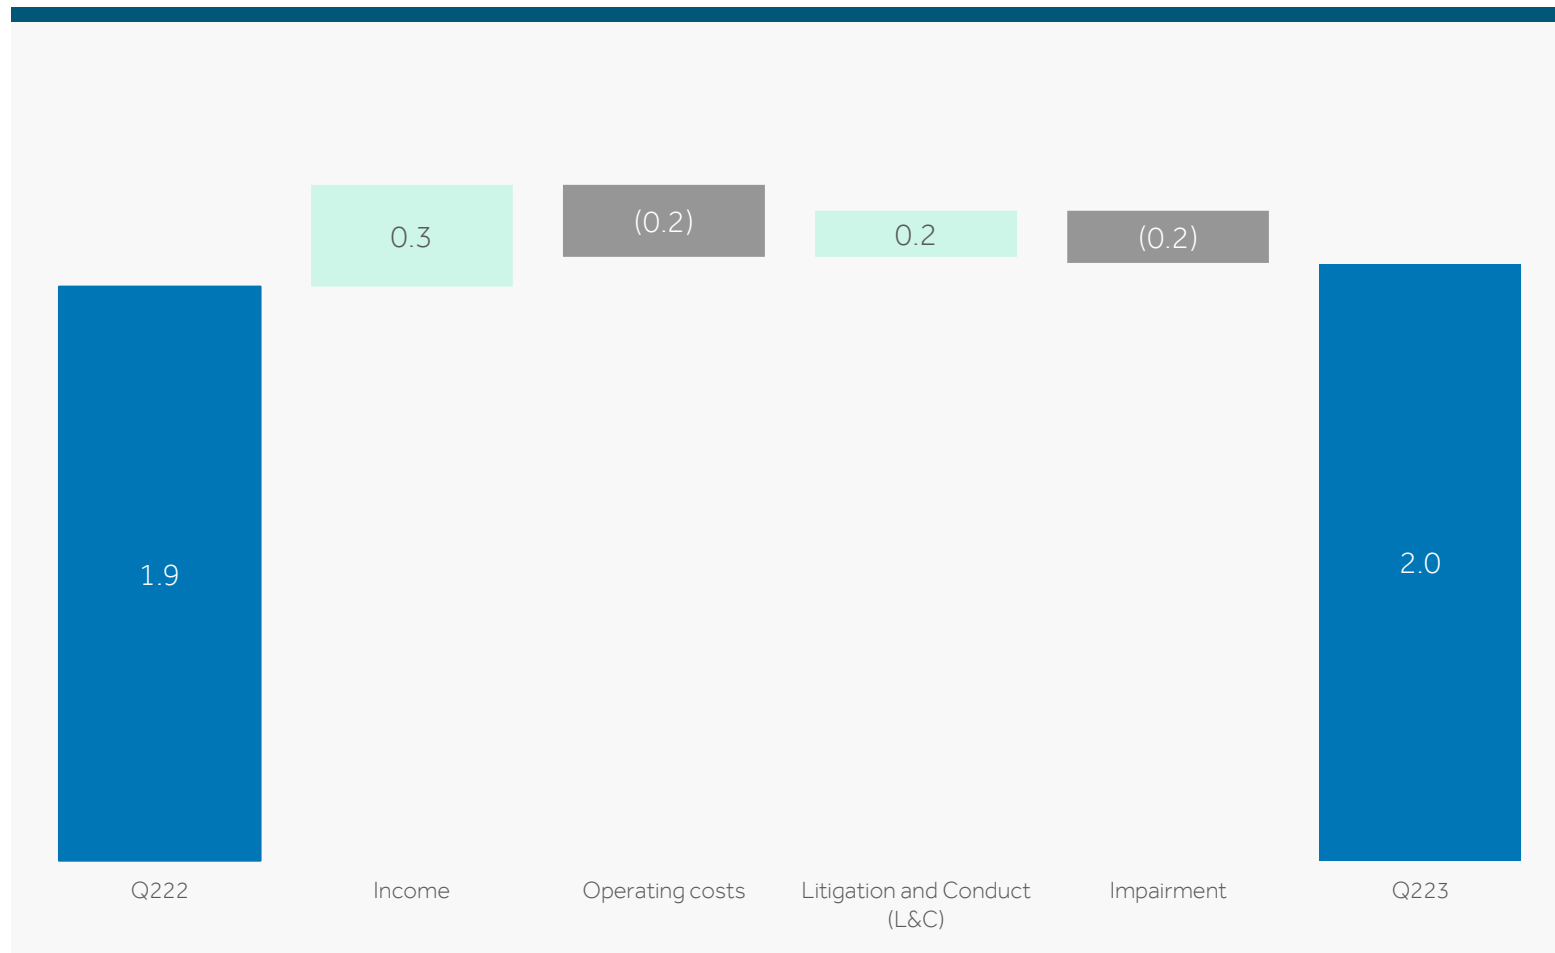 0.3
(0.2)
0.2
(0.2)
1.9
2.0
Q222
Income
Operating costs
Litigation and Conduct
(L&C)
Impairment
Q223